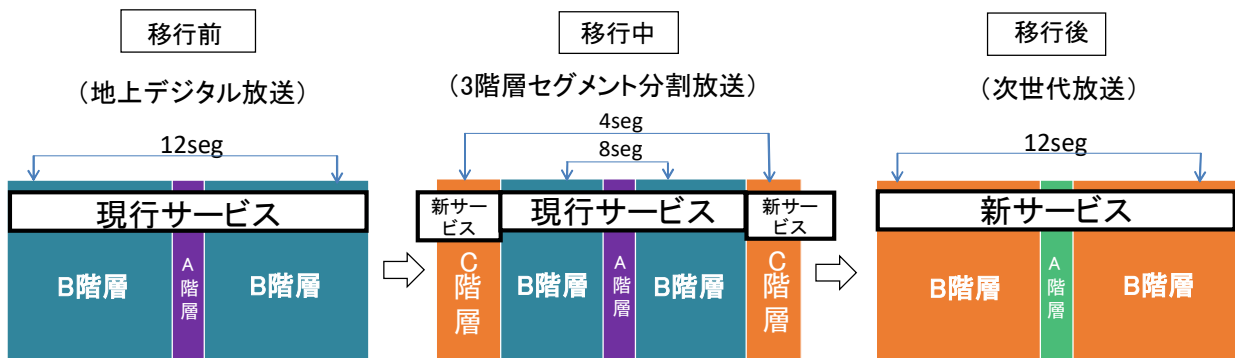 移行前
(地上デジタル放送)
12seg
現行サービス
B階層
A
階
層
B階層
移行中
(3階層セグメント分割放送)
4seg
8seg
新サー
ビス
現行サービス
新サー
ビス
C
階
層
B階層
A
階
層
B階層
C
階
層
移行後
(次世代放送)
12seg
新サービス
B階層
A
階
層
B階層